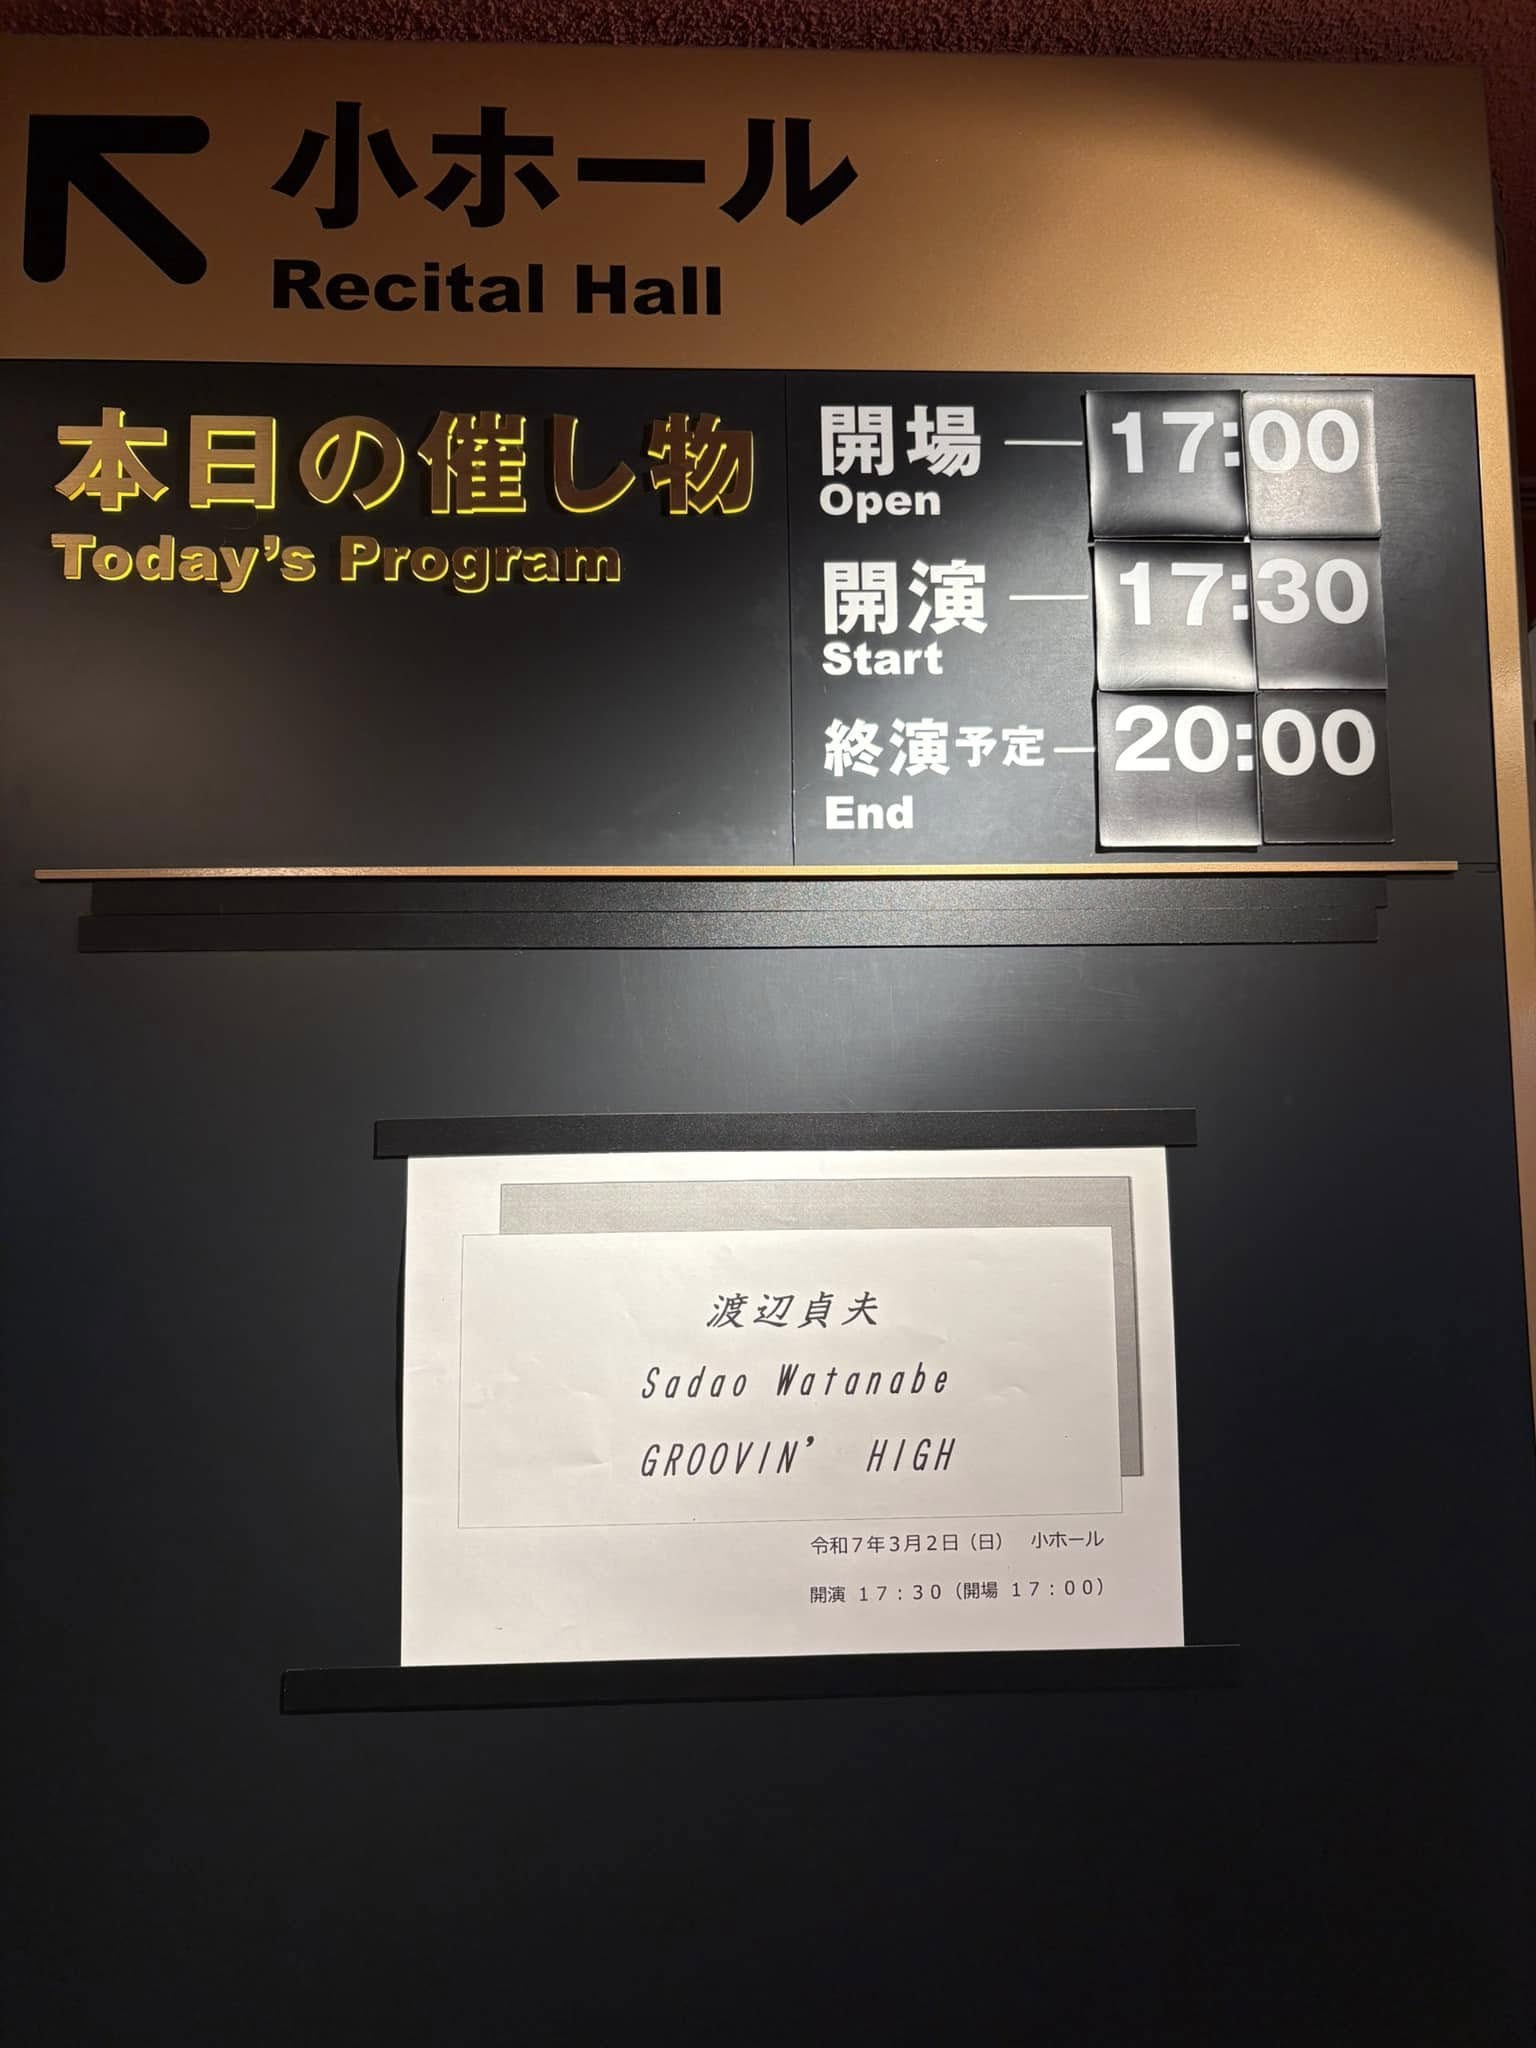 小ホール
Recital Hall
本日の催し物
Today's Program
開場 17:00
Open
開演 17:30
Start
終演予定 20:00
End
渡辺貞夫
Sadao Watanabe
GROOVIN’ HIGH
令和7年3月2日（日） 小ホール
開演 17：30（開場 17：00）